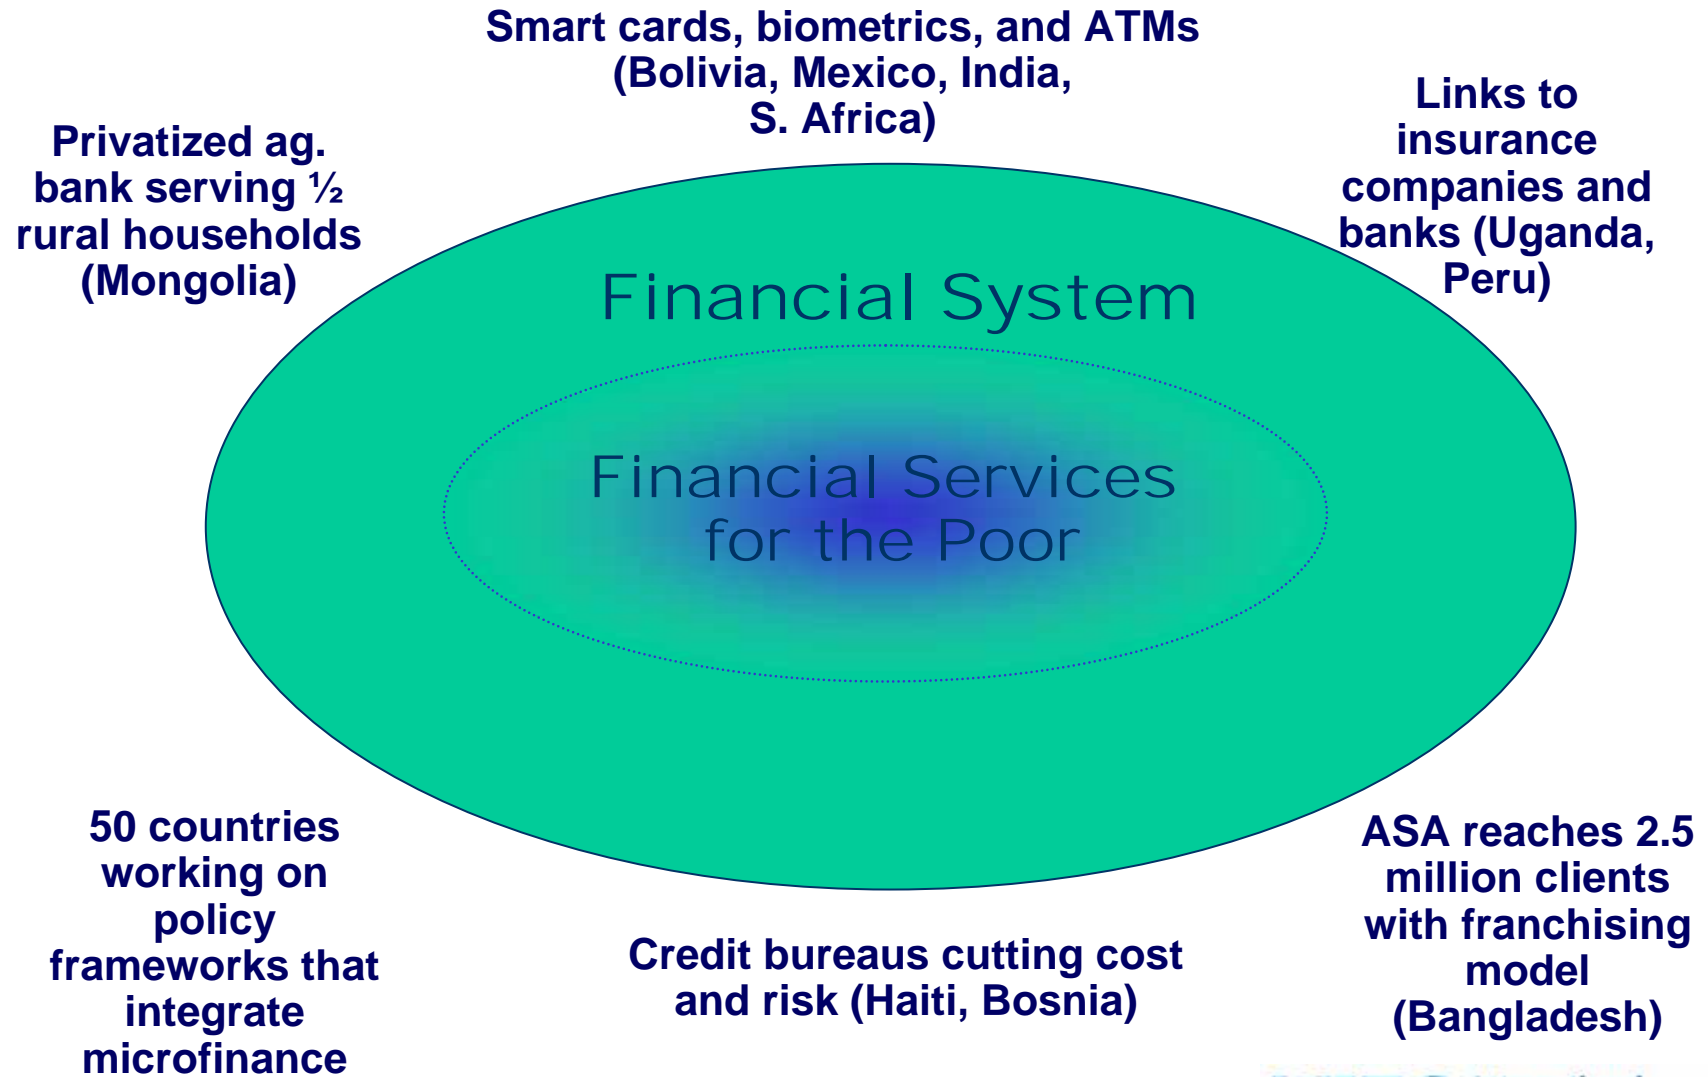 Smart cards, biometrics, and ATMs
(Bolivia, Mexico, India,
S. Africa)
Privatized ag.
bank serving ½
rural households
(Mongolia)
Links to
insurance
companies and
banks (Uganda,
Peru)
Financial System
Financial Services
for the Poor
50 countries
working on
policy
frameworks that
integrate
microfinance
Credit bureaus cutting cost
and risk (Haiti, Bosnia)
ASA reaches 2.5
million clients
with franchising
model
(Bangladesh)